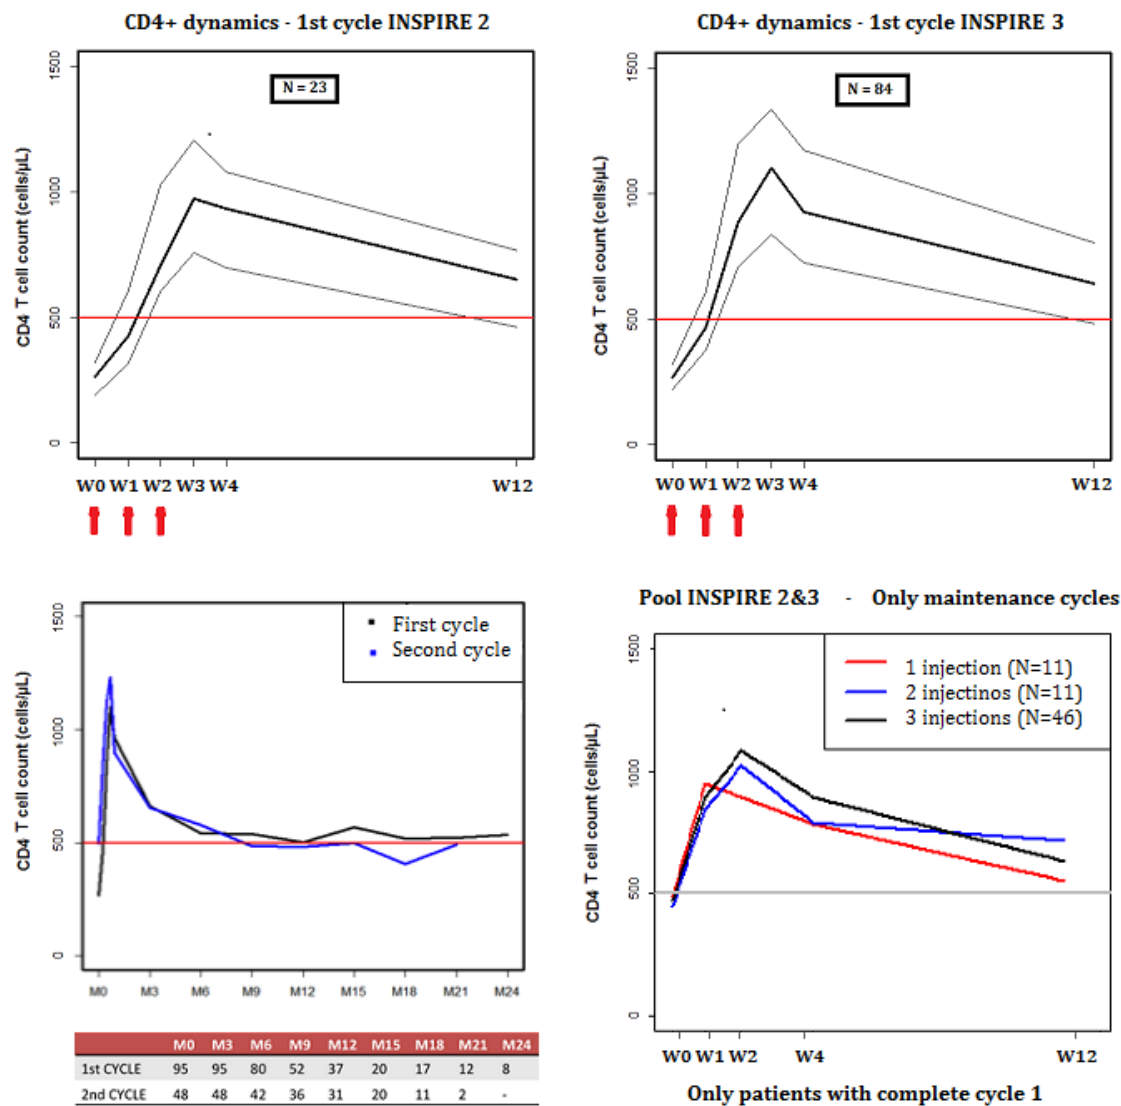 CD4+ dynamics - 1st cycle INSPIRE 2
N = 23
CD4 T cell count (cells/µL)
1500
1000
500
0
W0 W1 W2 W3 W4 W12
CD4+ dynamics - 1st cycle INSPIRE 3
N = 84
CD4 T cell count (cells/µL)
1500
1000
500
0
W0 W1 W2 W3 W4 W12
First cycle
Second cycle
CD4 T cell count (cells/µL)
1500
1000
500
0
M0 M3 M6 M9 M12 M15 M18 M21 M24
M0 M3 M6 M9 M12 M15 M18 M21 M24
1st CYCLE 95 95 80 52 37 20 17 12 8
2nd CYCLE 48 48 42 36 31 20 11 2 -
Pool INSPIRE 2&3 - Only maintenance cycles
1 injection (N=11)
2 injectinos (N=11)
3 injections (N=46)
CD4 T cell count (cells/µL)
1500
1000
500
0
W0 W1 W2 W4 W12
Only patients with complete cycle 1